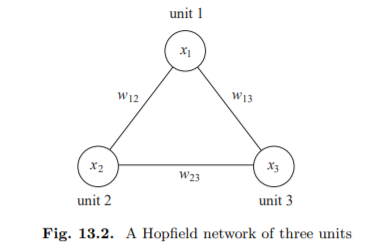 unit 1
x1
w12
w13
x2
x3
w23
unit 2
unit 3
Fig. 13.2. A Hopfield network of three units